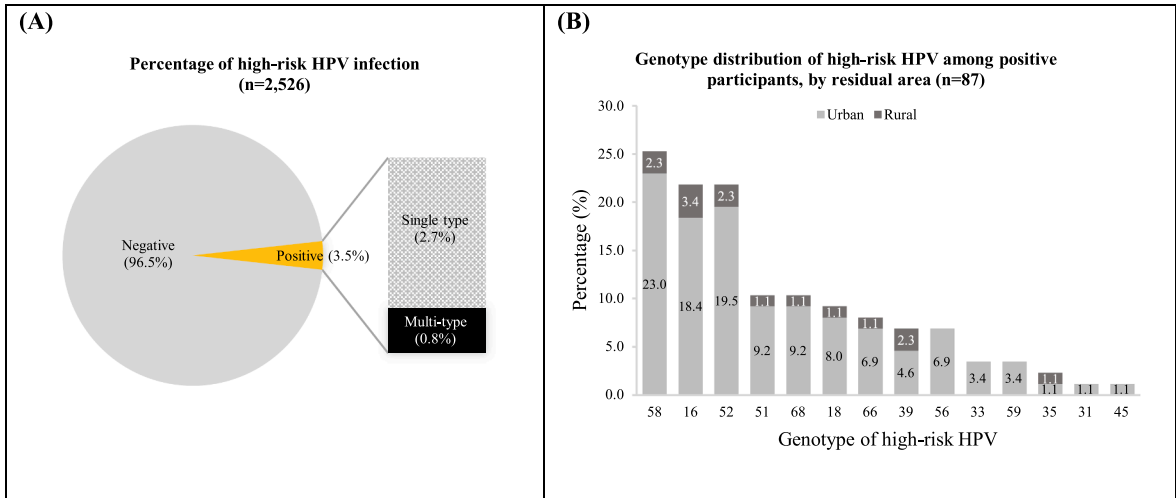 (A)
Percentage of high-risk HPV infection
(n=2,526)
Negative
(96.5%)
Positive (3.5%)
Single type
(2.7%)
Multi-type
(0.8%)
(B)
Genotype distribution of high-risk HPV among positive
participants, by residual area (n=87)
Urban Rural
Percentage (%)
30.0
25.0
20.0
15.0
10.0
5.0
0.0
2.3 3.4 2.3 1.1 1.1 1.1 1.1 2.3 1.1
23.0 18.4 19.5 9.2 9.2 8.0 6.9 4.6 6.9 3.4 3.4 1.1 1.1 1.1
58 16 52 51 68 18 66 39 56 33 59 35 31 45
Genotype of high-risk HPV